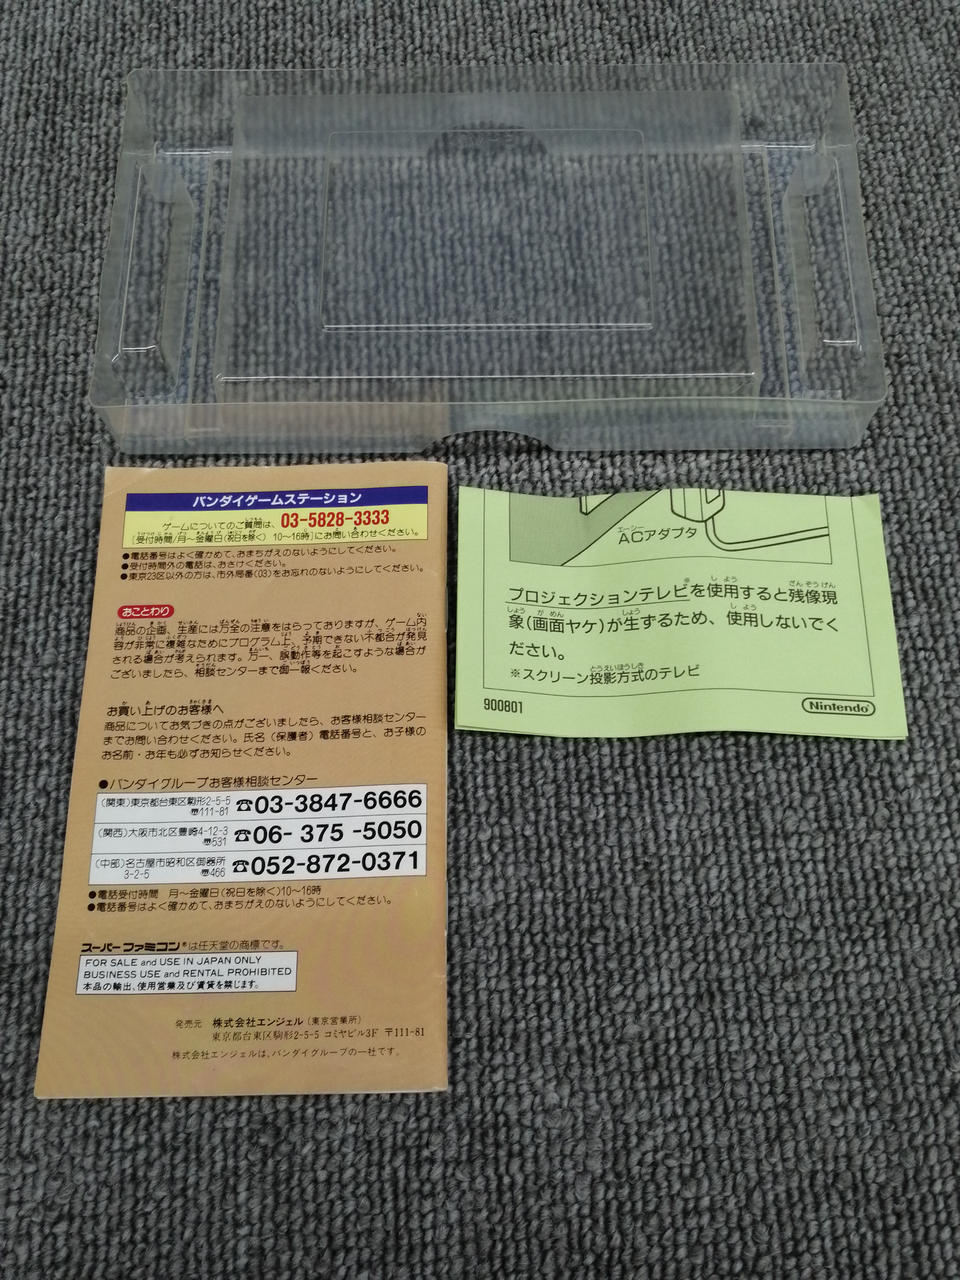 バンダイゲームステーション
ゲームについてのご質問は、03-5828-3333
[受付時間/月〜金曜日(祝日を除く) 10〜16時]にお問い合わせください。
●電話番号はよく確かめて、おまちがえのないようにしてください。
●受付時間外の電話は、おさけください。
●東京23区以外の方は、市外局番(03)をお忘れのないようにしてください。
おことわり
商品の企画、生産には万全の注意をはらっておりますが、ゲーム内
容が非常に複雑なためにプログラム上、予期できない不都合が発見
される場合が考えられます。万一、誤動作等を起こすような場合が
ございましたら、相談センターまで御一報ください。
お買い上げのお客様へ
商品についてお気づきの点がございましたら、お客様相談センター
までお問い合わせください。氏名(保護者)電話番号と、お子様の
お名前・お年も必ずお知らせください。
●バンダイグループお客様相談センター
(関東)東京都台東区駒形2-5-5 〠111-81 ☎03-3847-6666
(関西)大阪市北区豊崎4-12-3 〠531 ☎06-375-5050
(中部)名古屋市昭和区御器所3-2-5 〠466 ☎052-872-0371
●電話受付時間 月〜金曜日(祝日を除く)10〜16時
●電話番号はよく確かめて、おまちがえのないようにしてください。
スーパーファミコン®は任天堂の商標です。
FOR SALE and USE IN JAPAN ONLY
BUSINESS USE and RENTAL PROHIBITED
本品の輸出、使用営業及び賃貸を禁じます。
発売元 株式会社エンジェル(東京営業所)
東京都台東区駒形2-5-5 コミヤビル3F 〒111-81
株式会社エンジェルは、バンダイグループの一社です。
エーシー
ACアダプタ
プロジェクションテレビ※を使用すると残像現
象(画面ヤケ)が生ずるため、使用しないでく
ださい。
※スクリーン投影方式のテレビ
900801
Nintendo